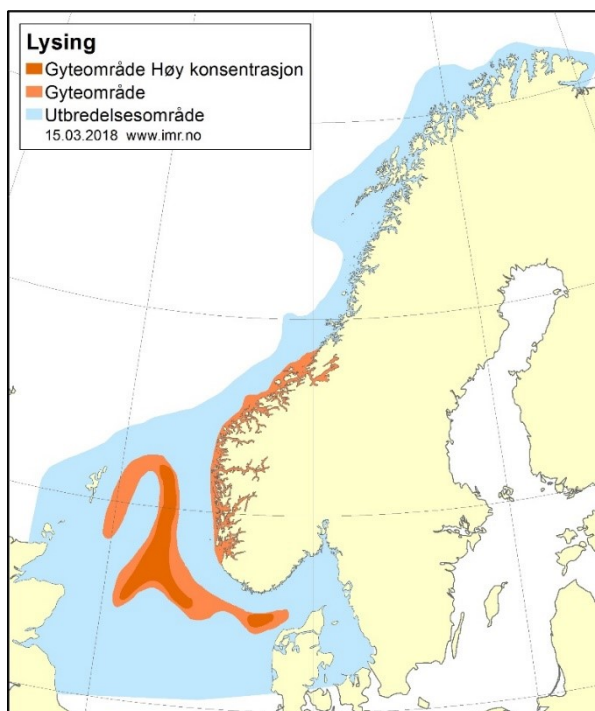 Lysing
Gyteområde Høy konsentrasjon
Gyteområde
Utbredelsesområde
15.03.2018 www.imr.no